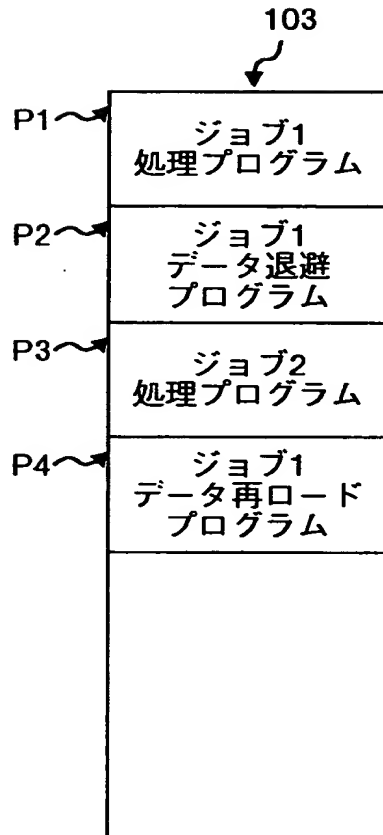 103
P1
ジョブ1
処理プログラム
P2
ジョブ1
データ退避
プログラム
P3
ジョブ2
処理プログラム
P4
ジョブ1
データ再ロード
プログラム